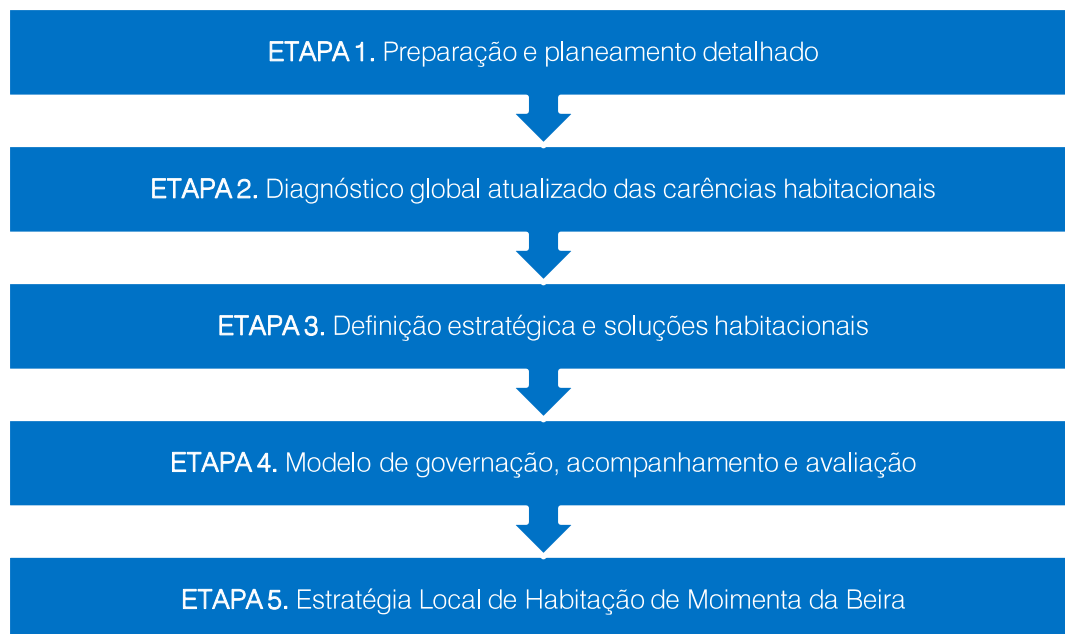 ETAPA 1. Preparação e planeamento detalhado
ETAPA 2. Diagnóstico global atualizado das carências habitacionais
ETAPA 3. Definição estratégica e soluções habitacionais
ETAPA 4. Modelo de governação, acompanhamento e avaliação
ETAPA 5. Estratégia Local de Habitação de Moimenta da Beira